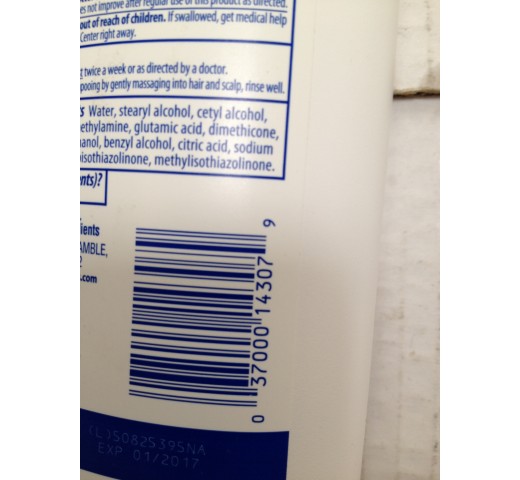 not improve after regular use of this product as directed.
out of reach of children. If swallowed, get medical help
Center right away.
twice a week or as directed by a doctor.
pooing by gently massaging into hair and scalp, rinse well.
s Water, stearyl alcohol, cetyl alcohol,
ethylamine, glutamic acid, dimethicone,
anol, benzyl alcohol, citric acid, sodium
isothiazolinone, methylisothiazolinone.
nts)?
ients
AMBLE,
.com
0 37000 14307 9
(L)50825395NA
EXP 01/2017